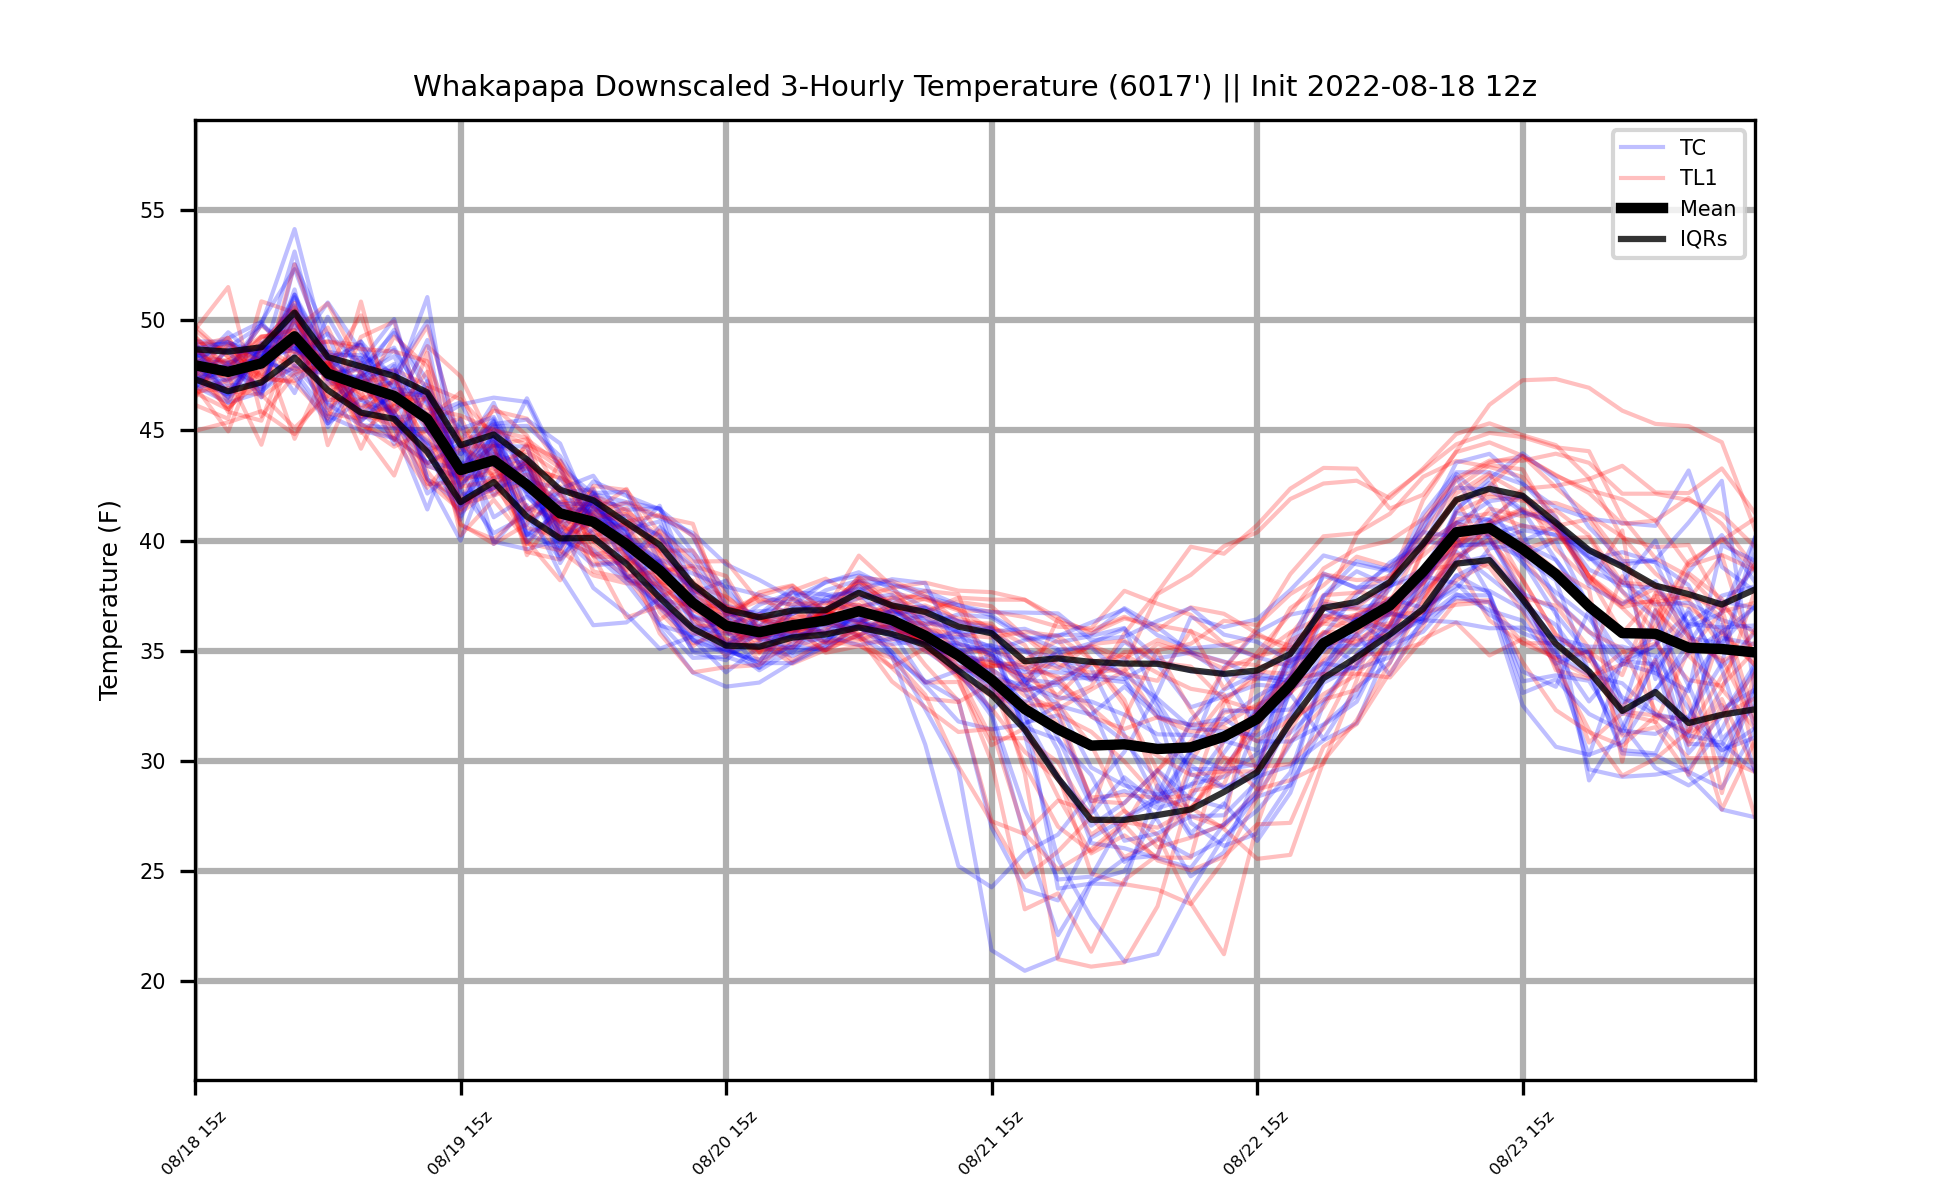 Whakapapa Downscaled 3-Hourly Temperature (6017') || Init 2022-08-18 12z
TC
TL1
Mean
IQRs
Temperature (F)
55
50
45
40
35
30
25
20
08/18 15z
08/19 15z
08/20 15z
08/21 15z
08/22 15z
08/23 15z